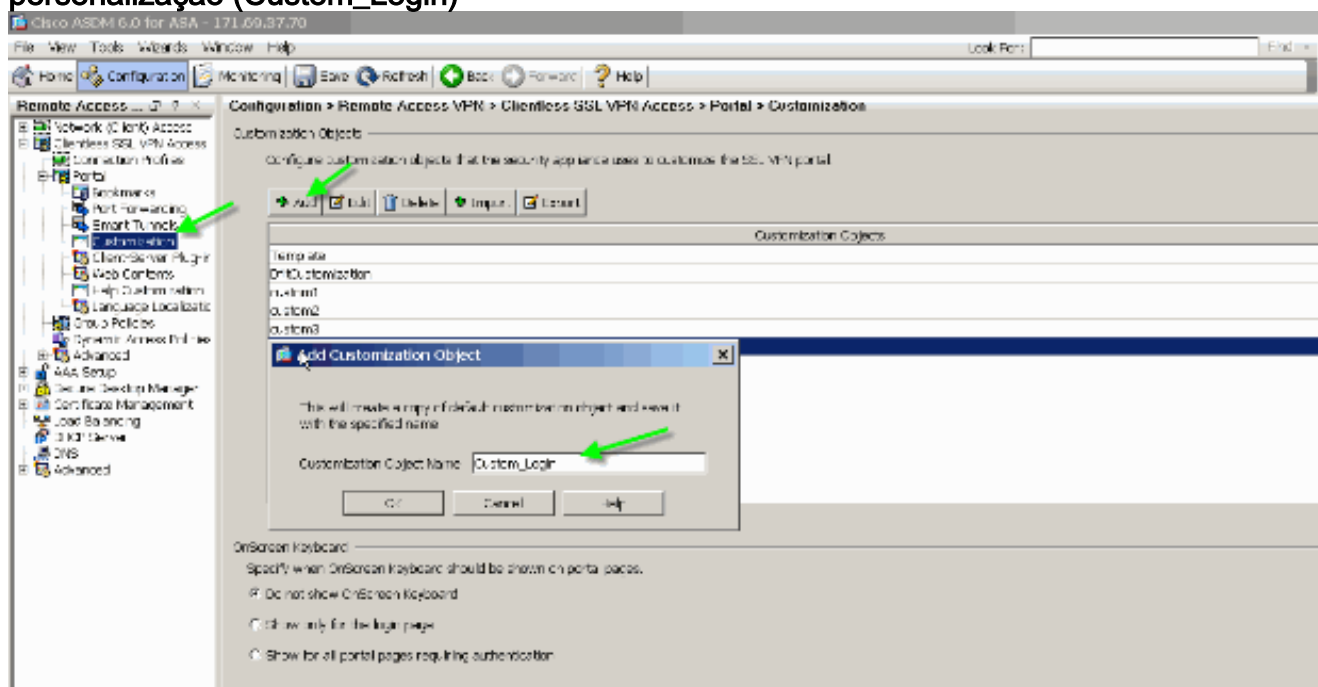 personalização (Custom_Login)
Cisco ASDM 6.0 for ASA - 171.69.37.70
File View Tools Wizards Window Help Look For: Find
Home Configuration Monitoring Save Refresh Back Forward Help
Remote Access ...
Configuration > Remote Access VPN > Clientless SSL VPN Access > Portal > Customization
Network (Client) Access
Clientless SSL VPN Access
Connection Profiles
Portal
Bookmarks
Port Forwarding
Smart Tunnels
Customization
Client-Server Plug-in
Web Contents
Help Customization
Language Localizatic
Group Policies
Dynamic Access Policies
Advanced
AAA Setup
Secure Desktop Manager
Certificate Management
Load Balancing
DHCP Server
DNS
Advanced
Customization Objects
Configure customization objects that the security appliance uses to customize the SSL VPN portal.
Add Edit Delete Import Export
Customization Objects
Template
DfltCustomization
custom1
custom2
custom3
Add Customization Object
This will create a copy of default customization object and save it
with the specified name
Customization Object Name Custom_Login
OK Cancel Help
OnScreen Keyboard
Specify when OnScreen Keyboard should be shown on portal pages.
Do not show OnScreen Keyboard
Show only for the login page
Show for all portal pages requiring authentication